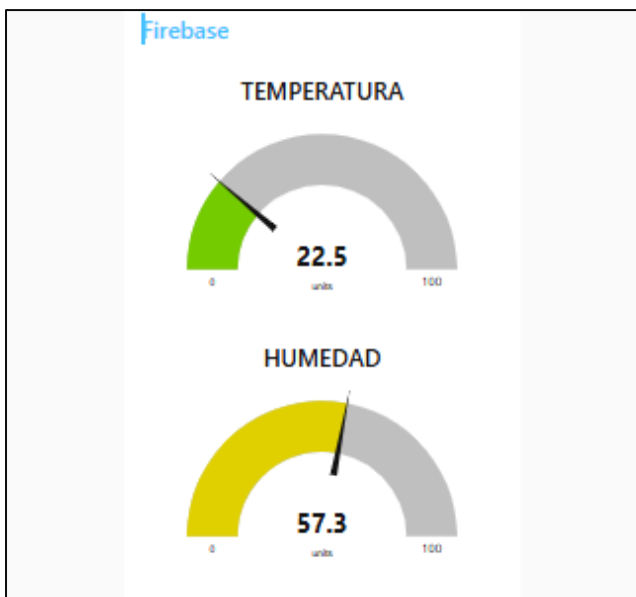 Firebase
TEMPERATURA
22.5
0 units 100
HUMEDAD
57.3
0 units 100